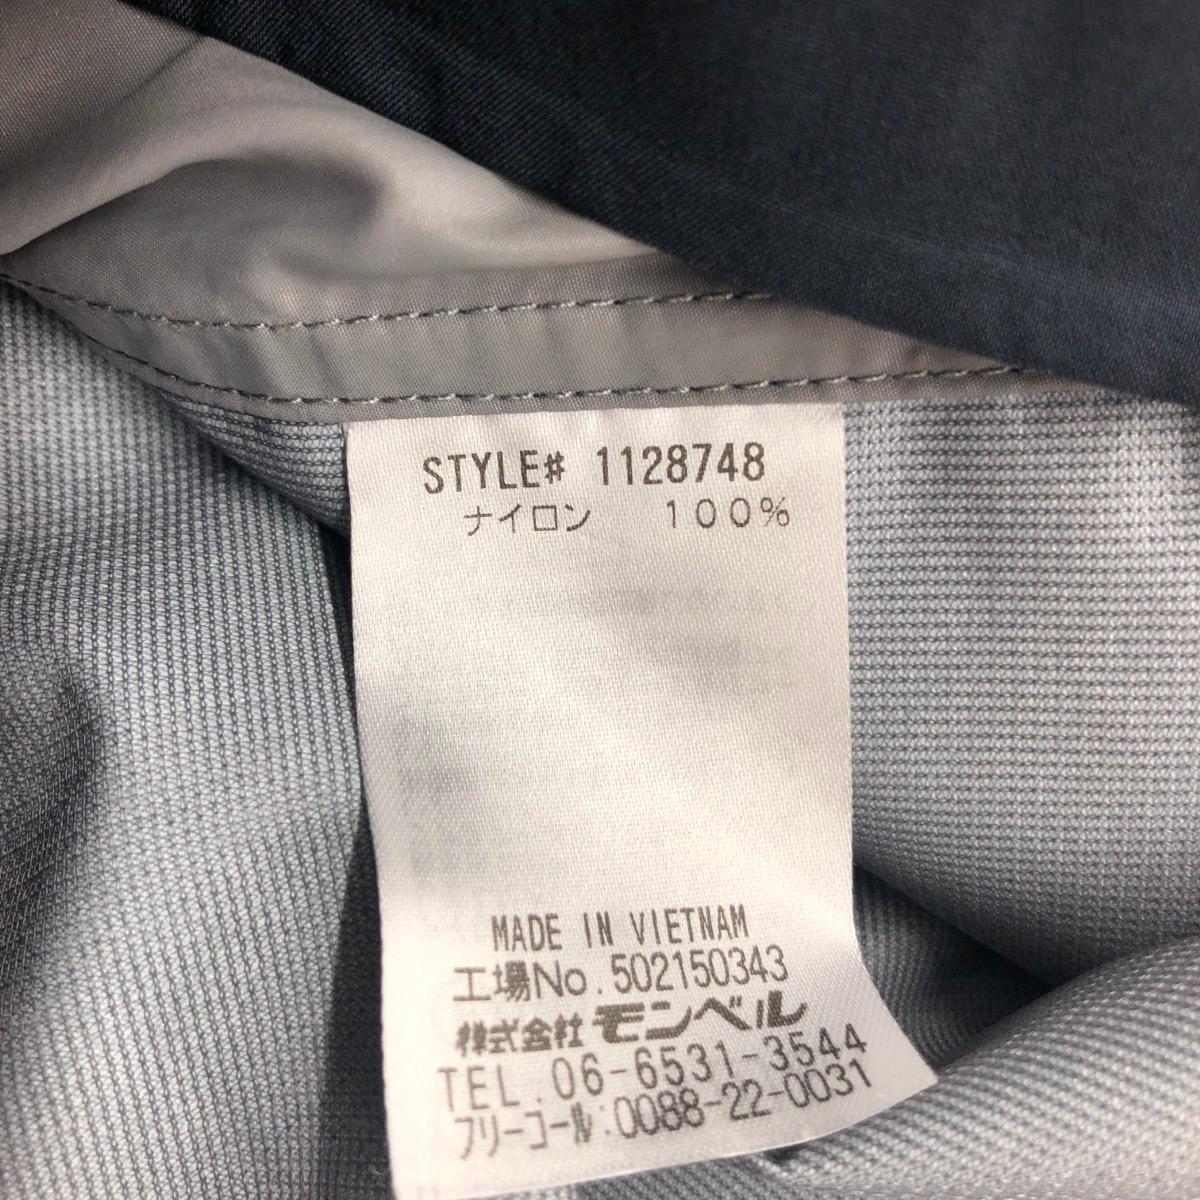 STYLE# 1128748
ナイロン 100%
MADE IN VIETNAM
工場No.502150343
株式会社 モンベル
TEL.06-6531-3544
フリーコール:0088-22-0031